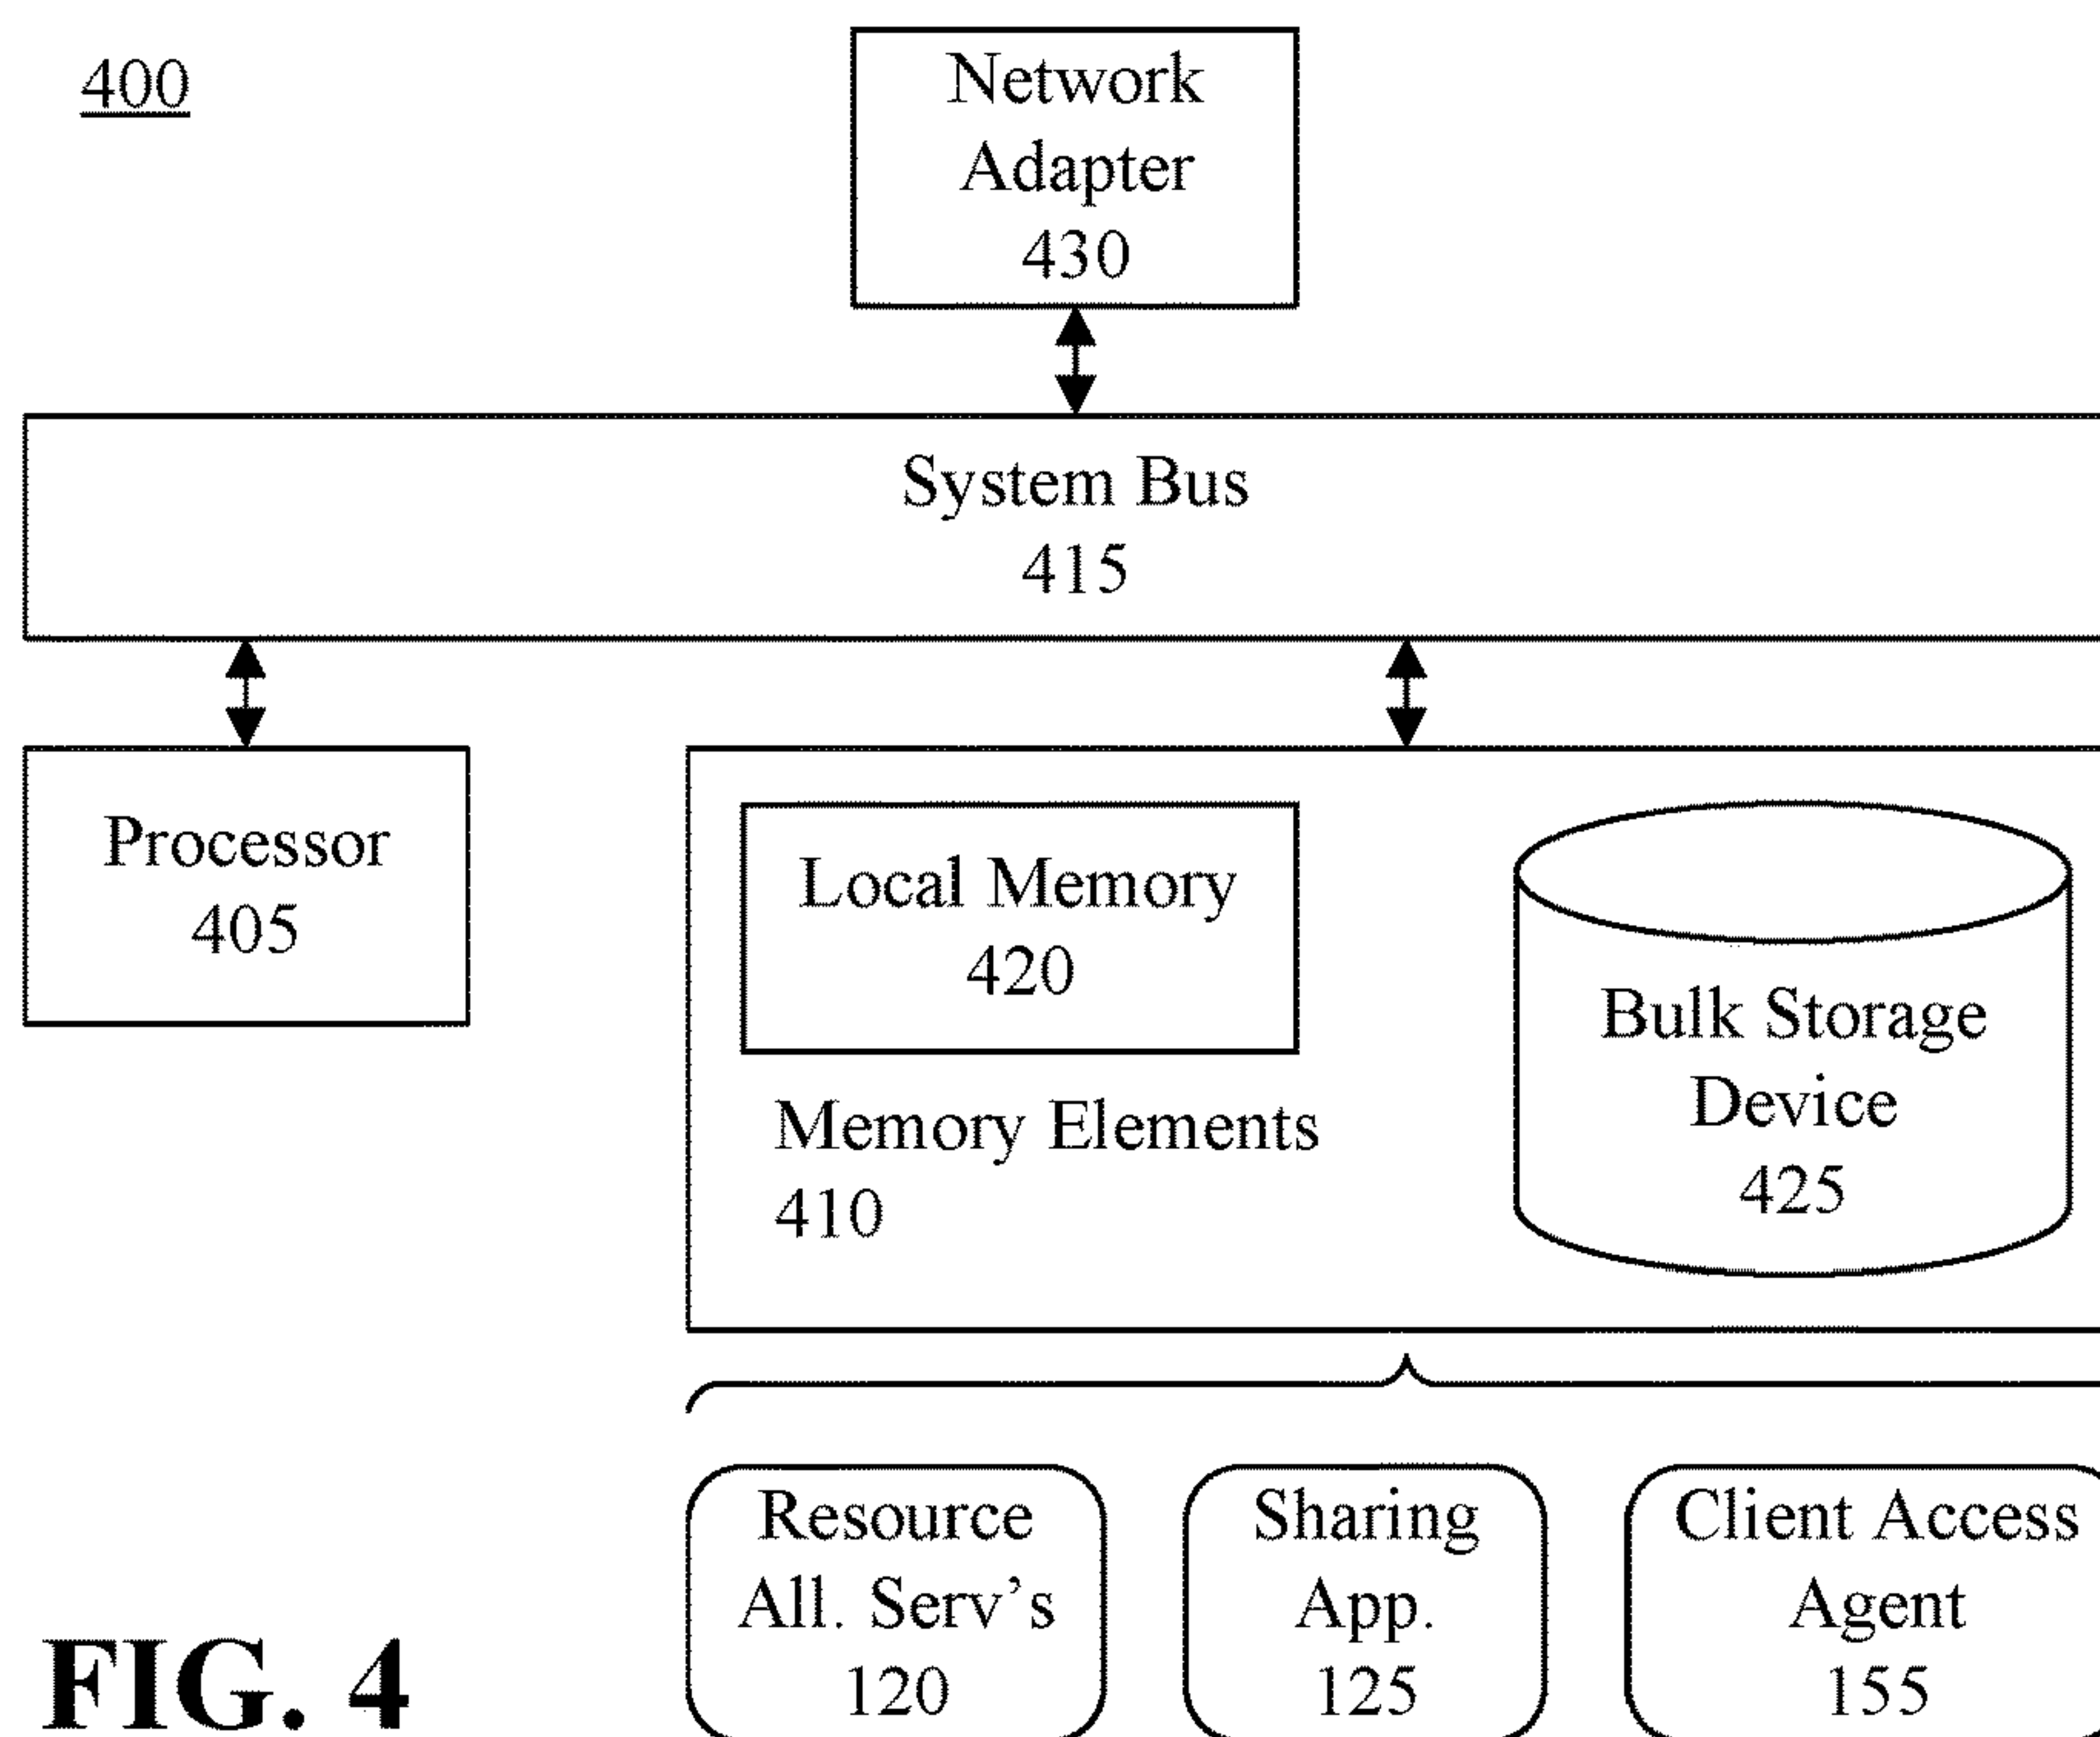 400
Network
Adapter
430
System Bus
415
Processor
405
Local Memory
420
Memory Elements
410
Bulk Storage
Device
425
Resource
All. Serv’s
120
Sharing
App.
125
Client Access
Agent
155
FIG. 4